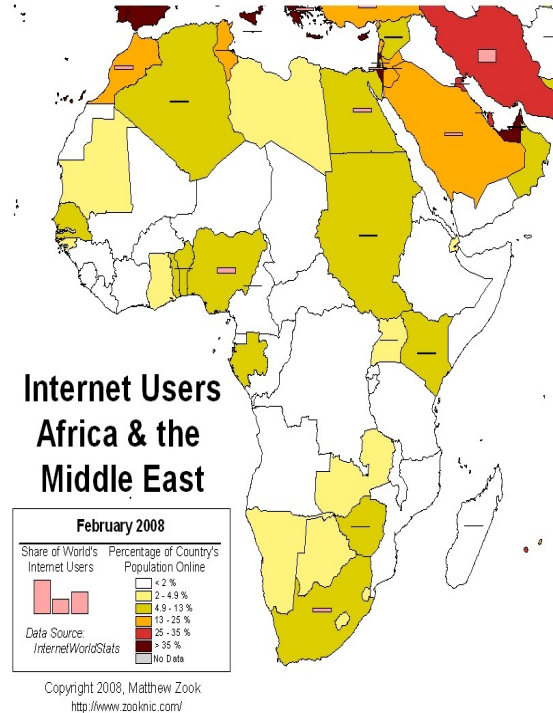 Internet Users
Africa & the
Middle East
February 2008
Share of World's
Internet Users
Percentage of Country's
Population Online
< 2 %
2 - 4.9 %
4.9 - 13 %
13 - 25 %
25 - 35 %
> 35 %
No Data
Data Source:
InternetWorldStats
Copyright 2008, Matthew Zook
http://www.zooknic.com/